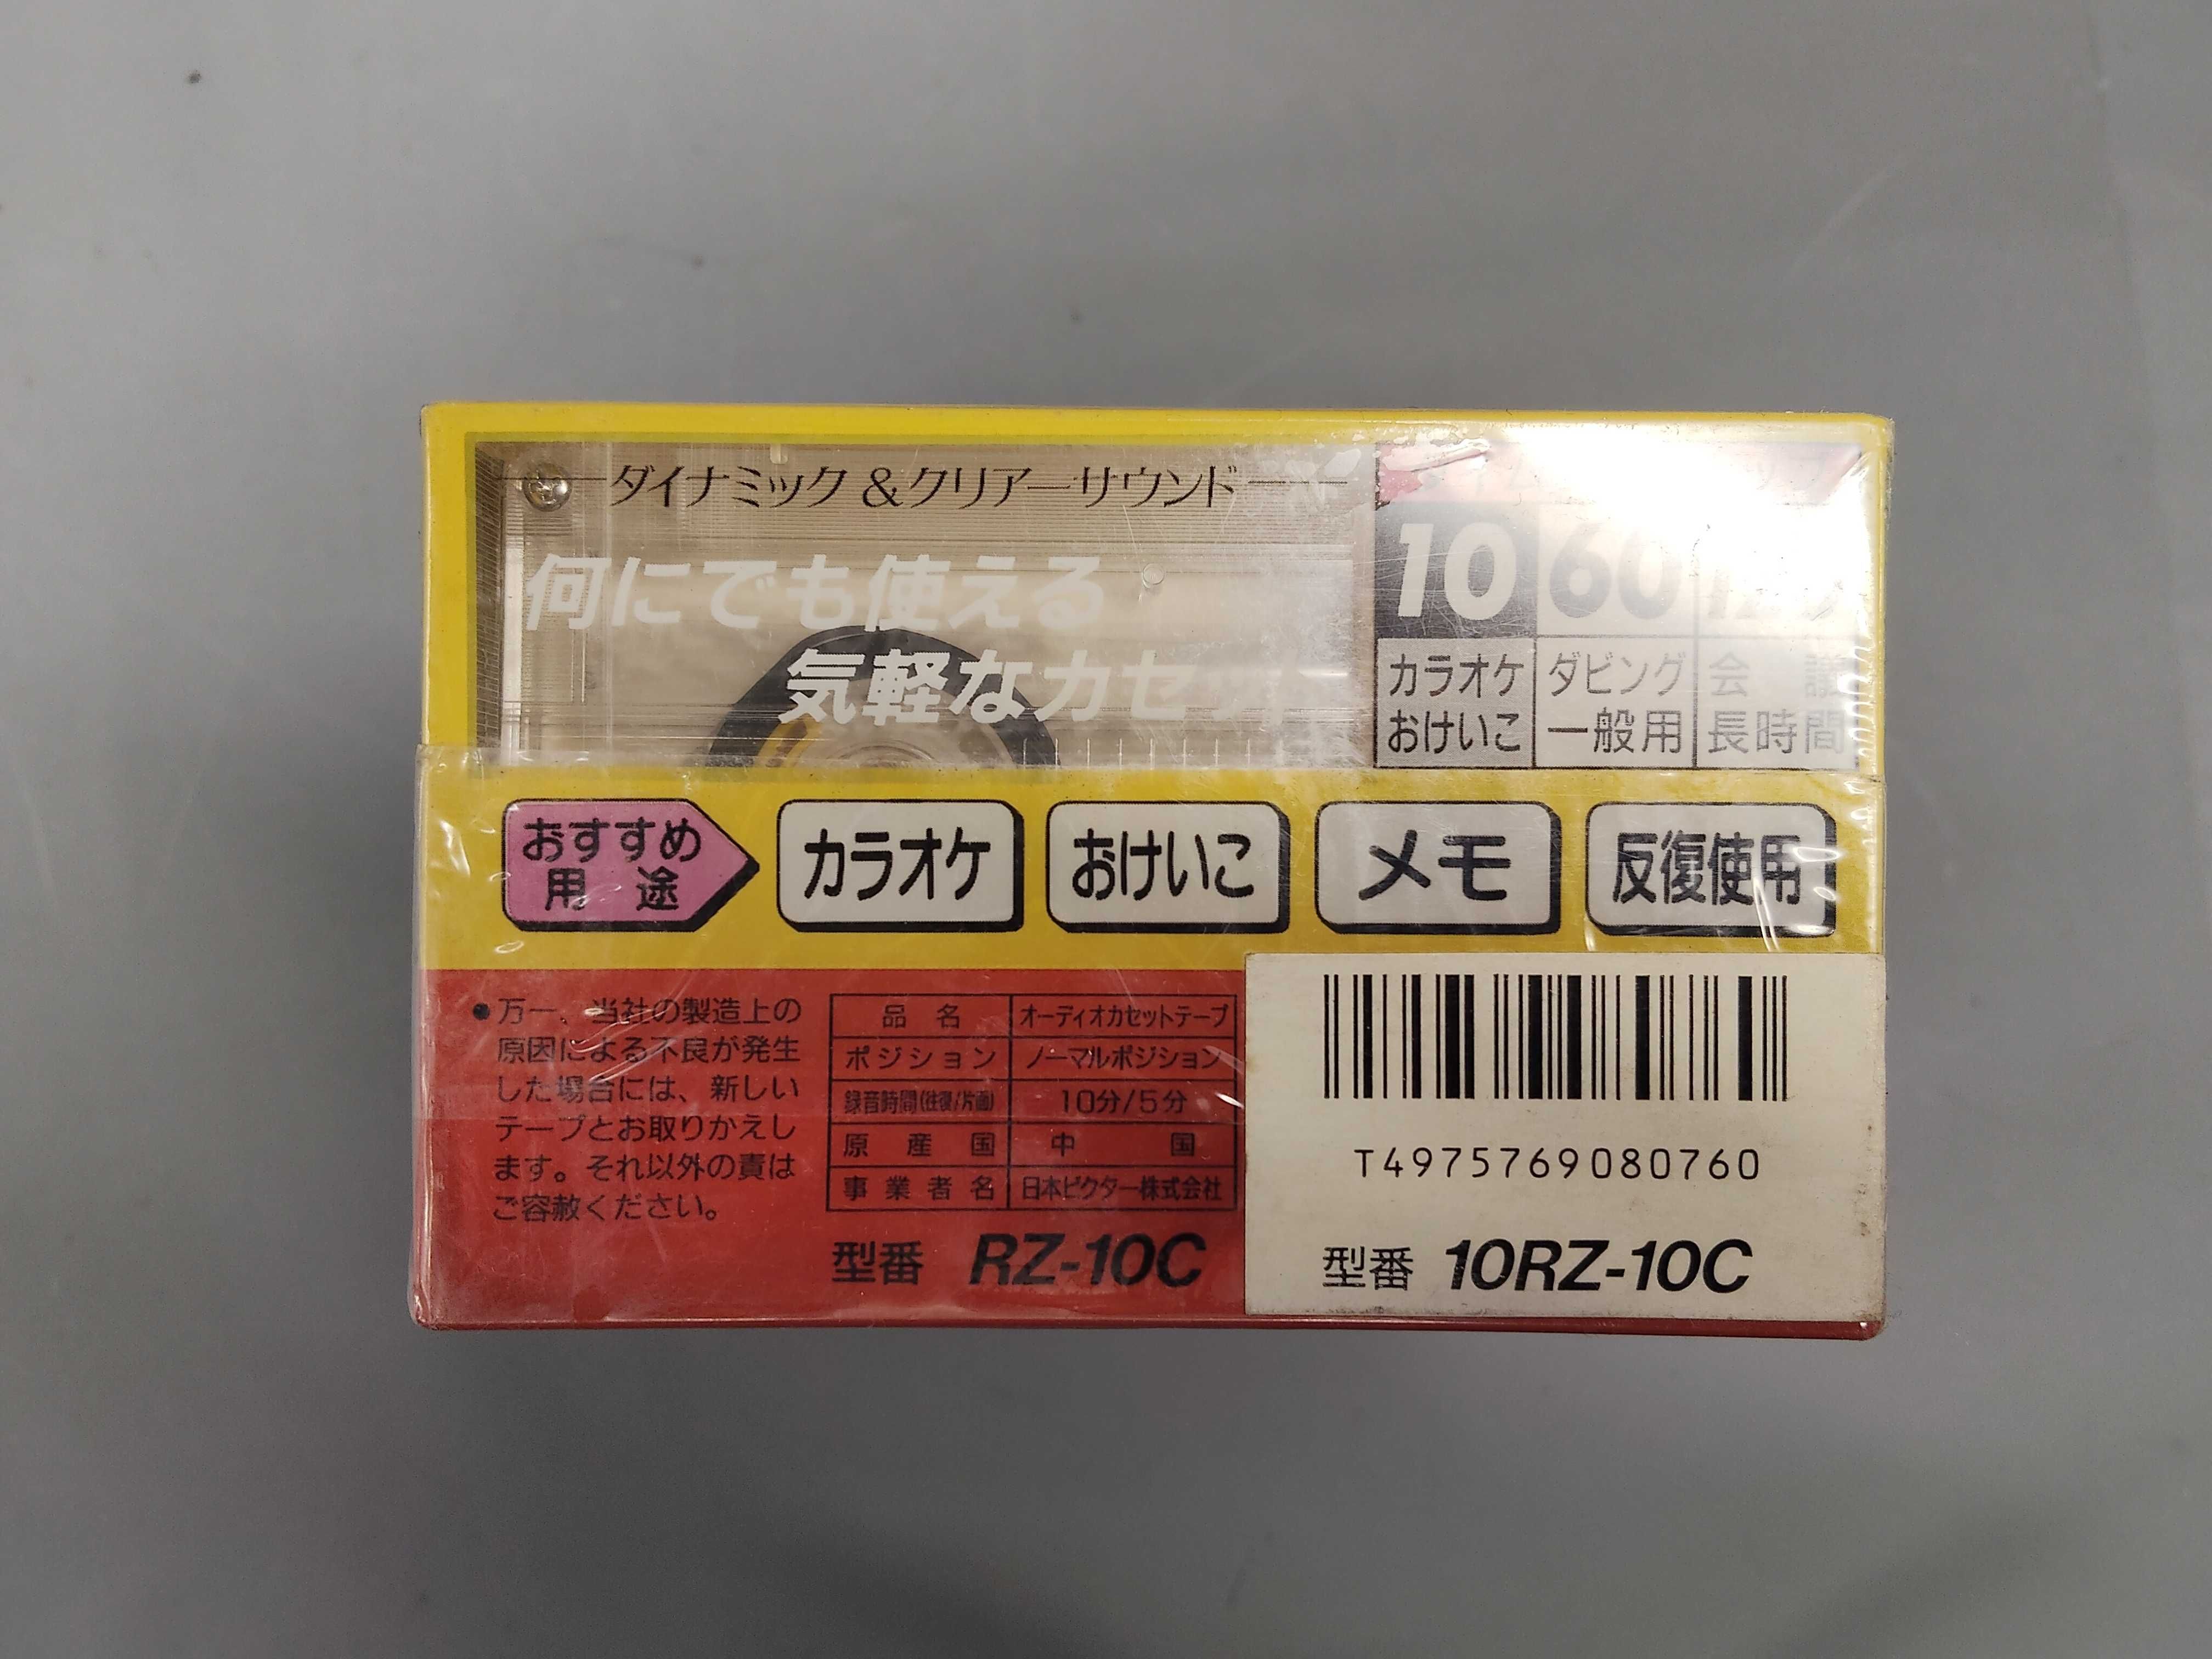 ダイナミック&クリアーサウンド
何にでも使える
気軽なカセット
10 60
カラオケ ダビング 会議
おけいこ 一般用 長時間
おすすめ
用途
カラオケ おけいこ メモ 反復使用
●万一、当社の製造上の
原因による不良が発生
した場合には、新しい
テープとお取りかえし
ます。それ以外の責は
ご容赦ください。
品名 オーディオカセットテープ
ポジション ノーマルポジション
録音時間(往復/片面) 10分/5分
原産国 中国
事業者名 日本ビクター株式会社
型番 RZ-10C
T4975769080760
型番 10RZ-10C